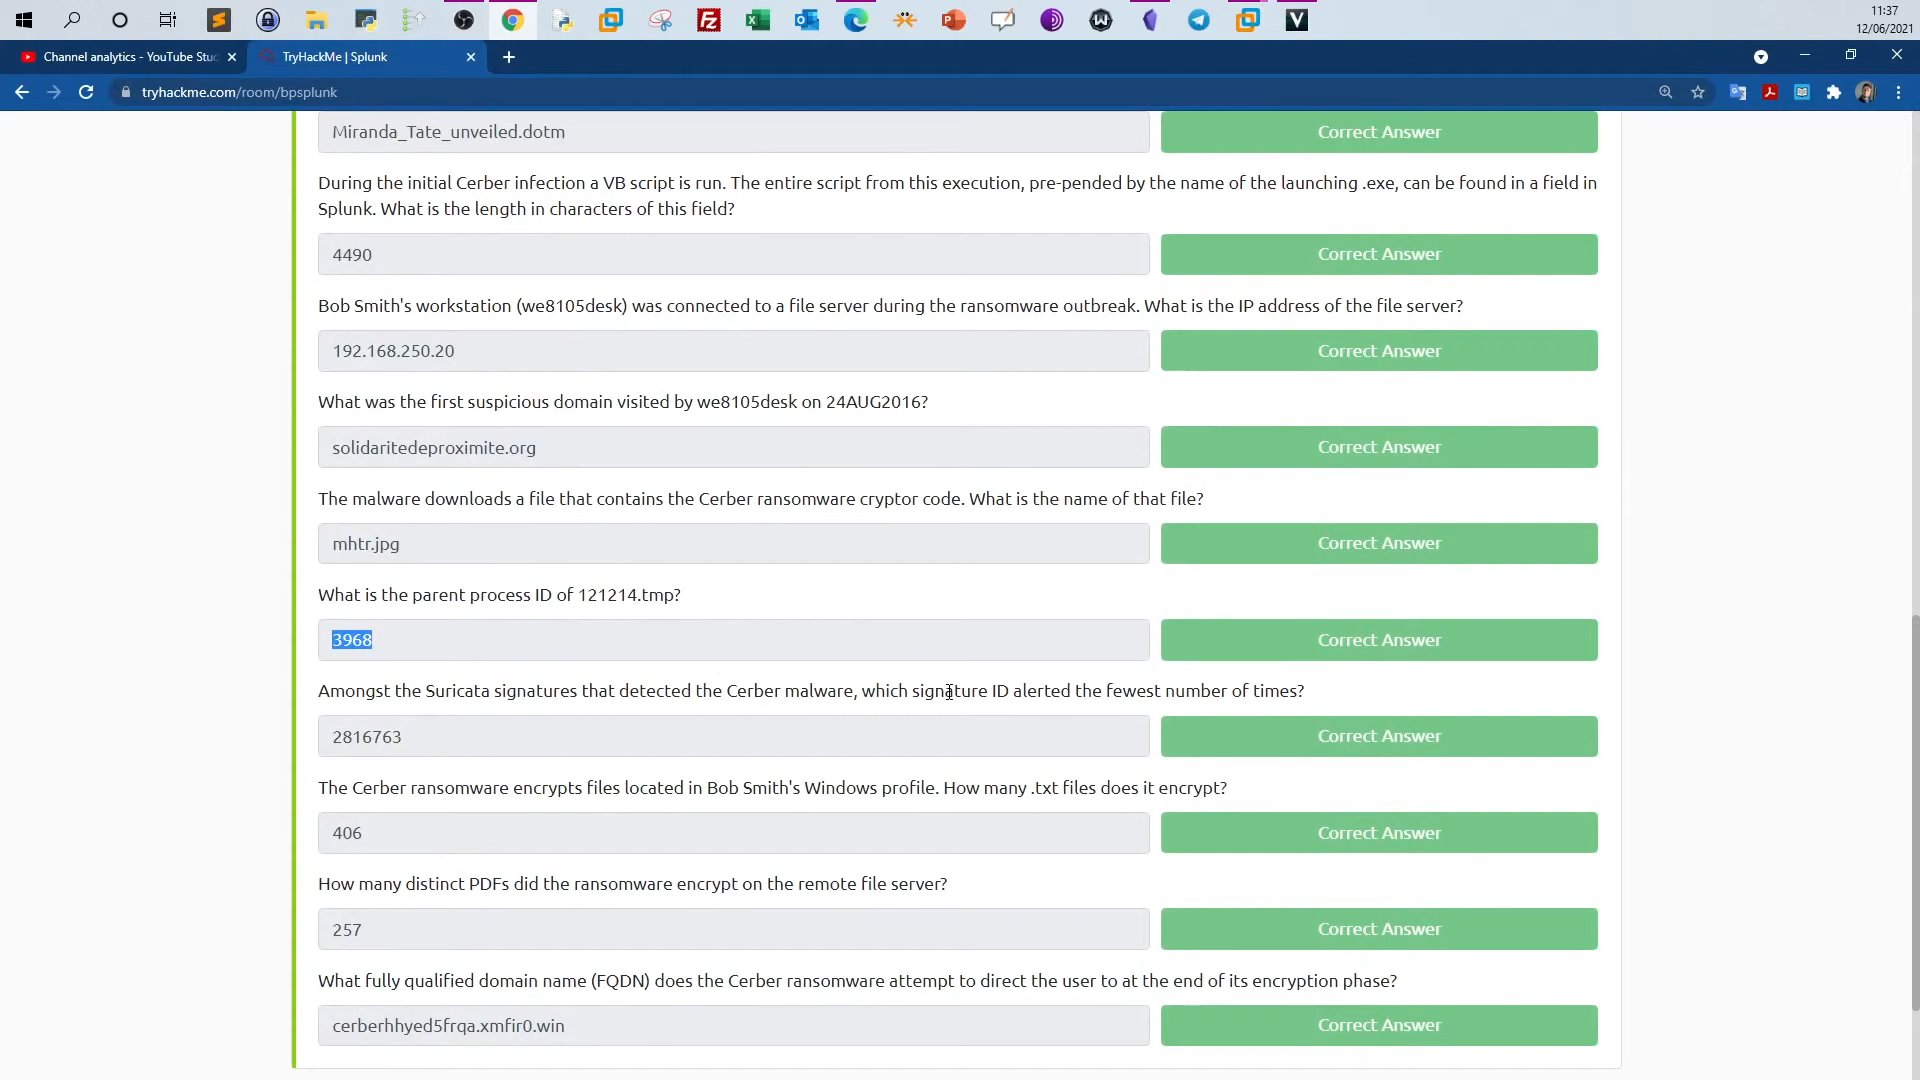 11:37
12/06/2021
Channel analytics - YouTube Stuc
TryHackMe | Splunk
tryhackme.com/room/bpsplunk
Miranda_Tate_unveiled.dotm
Correct Answer
During the initial Cerber infection a VB script is run. The entire script from this execution, pre-pended by the name of the launching .exe, can be found in a field in
Splunk. What is the length in characters of this field?
4490
Correct Answer
Bob Smith's workstation (we8105desk) was connected to a file server during the ransomware outbreak. What is the IP address of the file server?
192.168.250.20
Correct Answer
What was the first suspicious domain visited by we8105desk on 24AUG2016?
solidaritedeproximite.org
Correct Answer
The malware downloads a file that contains the Cerber ransomware cryptor code. What is the name of that file?
mhtr.jpg
Correct Answer
What is the parent process ID of 121214.tmp?
3968
Correct Answer
Amongst the Suricata signatures that detected the Cerber malware, which signature ID alerted the fewest number of times?
2816763
Correct Answer
The Cerber ransomware encrypts files located in Bob Smith's Windows profile. How many .txt files does it encrypt?
406
Correct Answer
How many distinct PDFs did the ransomware encrypt on the remote file server?
257
Correct Answer
What fully qualified domain name (FQDN) does the Cerber ransomware attempt to direct the user to at the end of its encryption phase?
cerberhhyed5frqa.xmfir0.win
Correct Answer